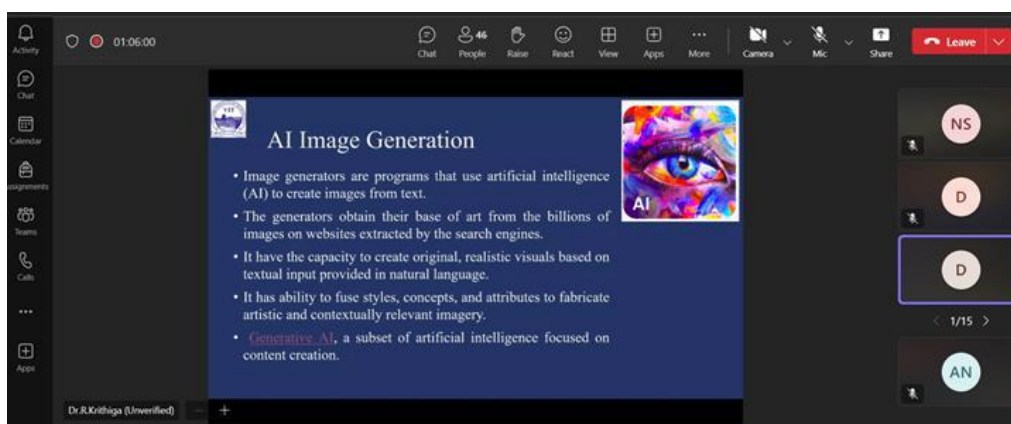 Activity
01:06:00
Chat
46
People
Raise
React
View
Apps
More
Camera
Mic
Share
Leave
Chat
Calendar
Assignments
Teams
Calls
Apps
AI Image Generation
• Image generators are programs that use artificial intelligence
(AI) to create images from text.
• The generators obtain their base of art from the billions of
images on websites extracted by the search engines.
• It have the capacity to create original, realistic visuals based on
textual input provided in natural language.
• It has ability to fuse styles, concepts, and attributes to fabricate
artistic and contextually relevant imagery.
• Generative AI, a subset of artificial intelligence focused on
content creation.
AI
NS
D
D
1/15
AN
Dr.R.Krithiga (Unverified)